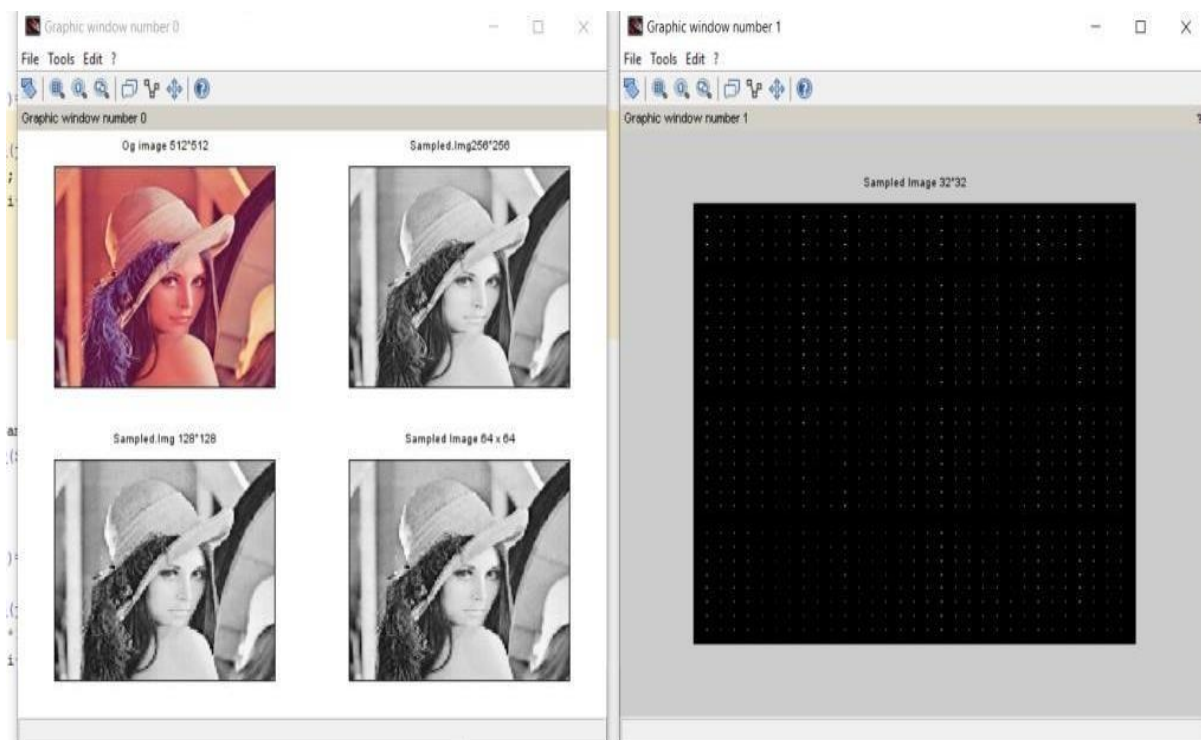 Graphic window number 0
File Tools Edit ?
Graphic window number 0
Og image 512*512
Sampled.Img256*256
Sampled.Img 128*128
Sampled Image 64 x 64
Graphic window number 1
File Tools Edit ?
Graphic window number 1
Sampled Image 32*32